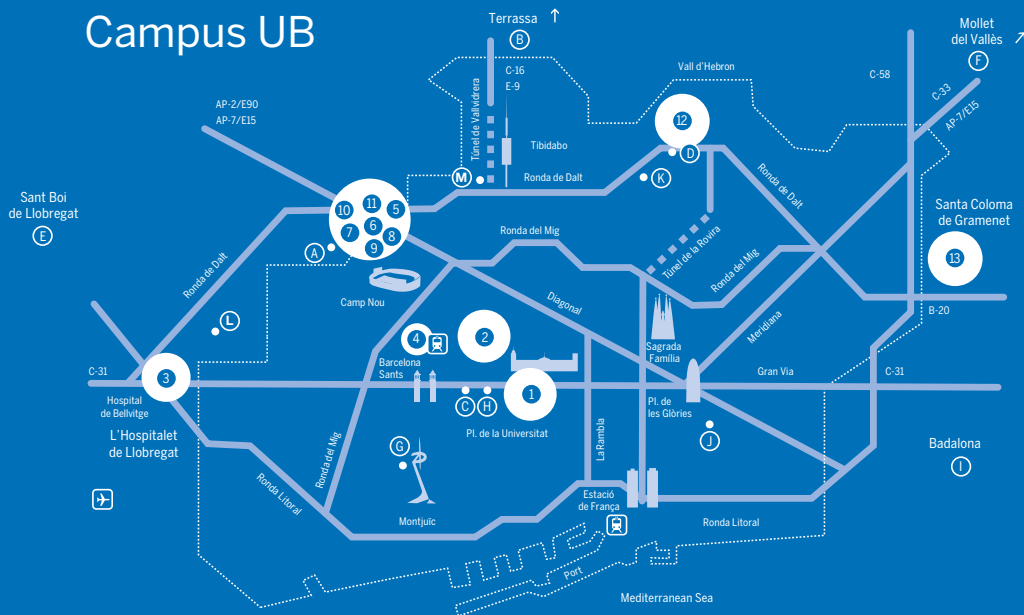 Campus UB
Terrassa ↑
B
Mollet
del Vallès ↗
F
C-16
E-9
Vall d'Hebron
C-58
C-33
AP-7/E15
AP-2/E90
AP-7/E15
Túnel de Vallvidrera
Tibidabo
12
D
K
M
Ronda de Dalt
Ronda de Dalt
Sant Boi
de Llobregat
E
Santa Coloma
de Gramenet
13
10
11
5
7
6
8
9
A
Ronda de Dalt
Ronda del Mig
Túnel de la Rovira
Ronda del Mig
Camp Nou
Diagonal
Meridiana
B-20
L
4
2
Sagrada
Família
Barcelona
Sants
C-31
3
1
Gran Via
C-31
Hospital
de Bellvitge
C
H
Pl. de
les Glòries
Pl. de la Universitat
J
L'Hospitalet
de Llobregat
Ronda del Mig
G
La Rambla
Badalona
I
Ronda Litoral
Montjuïc
Estació
de França
Ronda Litoral
Port
Mediterranean Sea